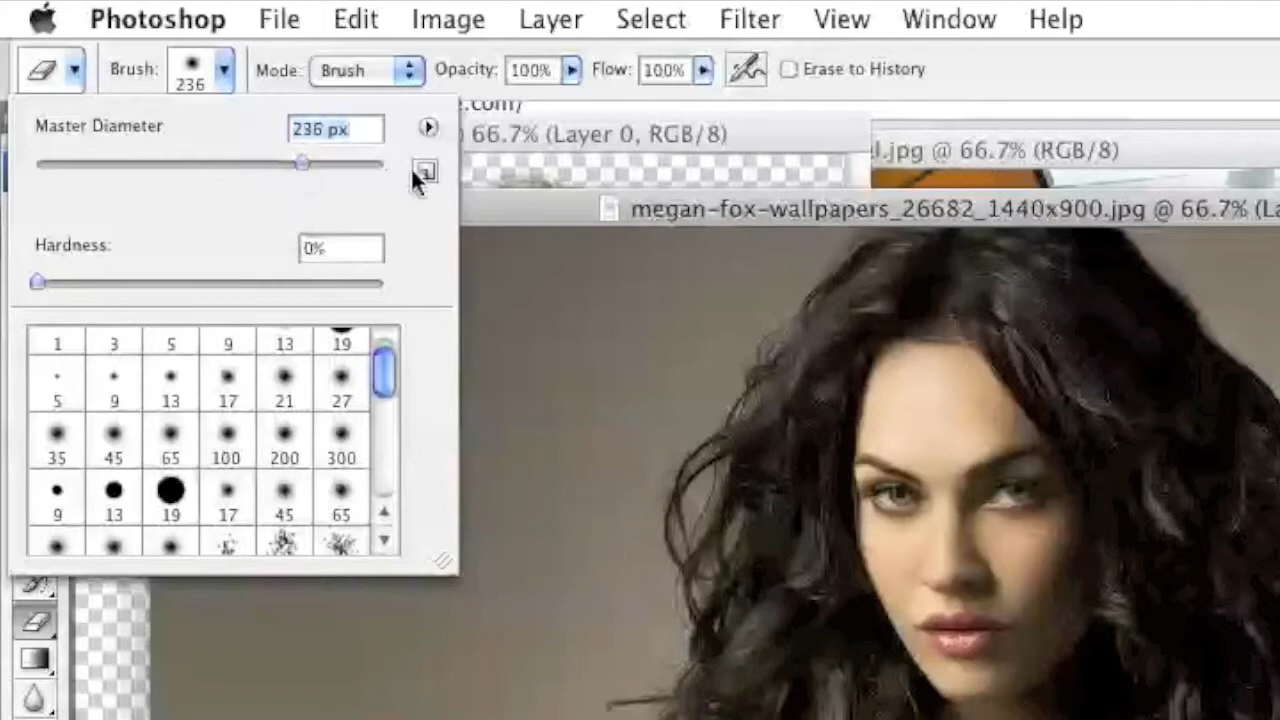 Photoshop File Edit Image Layer Select Filter View Window Help
Brush: 236 Mode: Brush Opacity: 100% Flow: 100% Erase to History
e.com/
Master Diameter 236 px
) 66.7% (Layer 0, RGB/8)
l.jpg @ 66.7% (RGB/8)
megan-fox-wallpapers_26682_1440x900.jpg @ 66.7% (La
Hardness: 0%
1 3 5 9 13 19
5 9 13 17 21 27
35 45 65 100 200 300
9 13 19 17 45 65